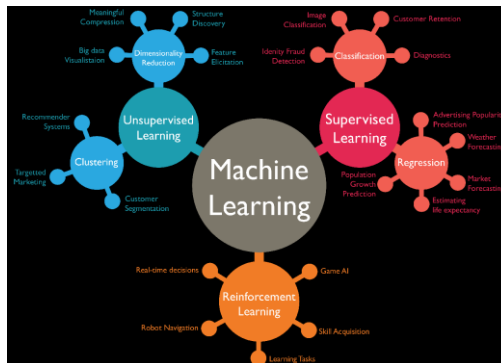 Meaningful
Compression
Structure
Discovery
Big data
Visualistaion
Dimensionality
Reduction
Feature
Elicitation
Unsupervised
Learning
Recommender
Systems
Clustering
Targetted
Marketing
Customer
Segmentation
Image
Classification
Customer Retention
Idenity Fraud
Detection
Classification
Diagnostics
Supervised
Learning
Advertising Popularity
Prediction
Weather
Forecasting
Regression
Population
Growth
Prediction
Market
Forecasting
Estimating
life expectancy
Machine
Learning
Real-time decisions
Game AI
Reinforcement
Learning
Robot Navigation
Skill Acquisition
Learning Tasks